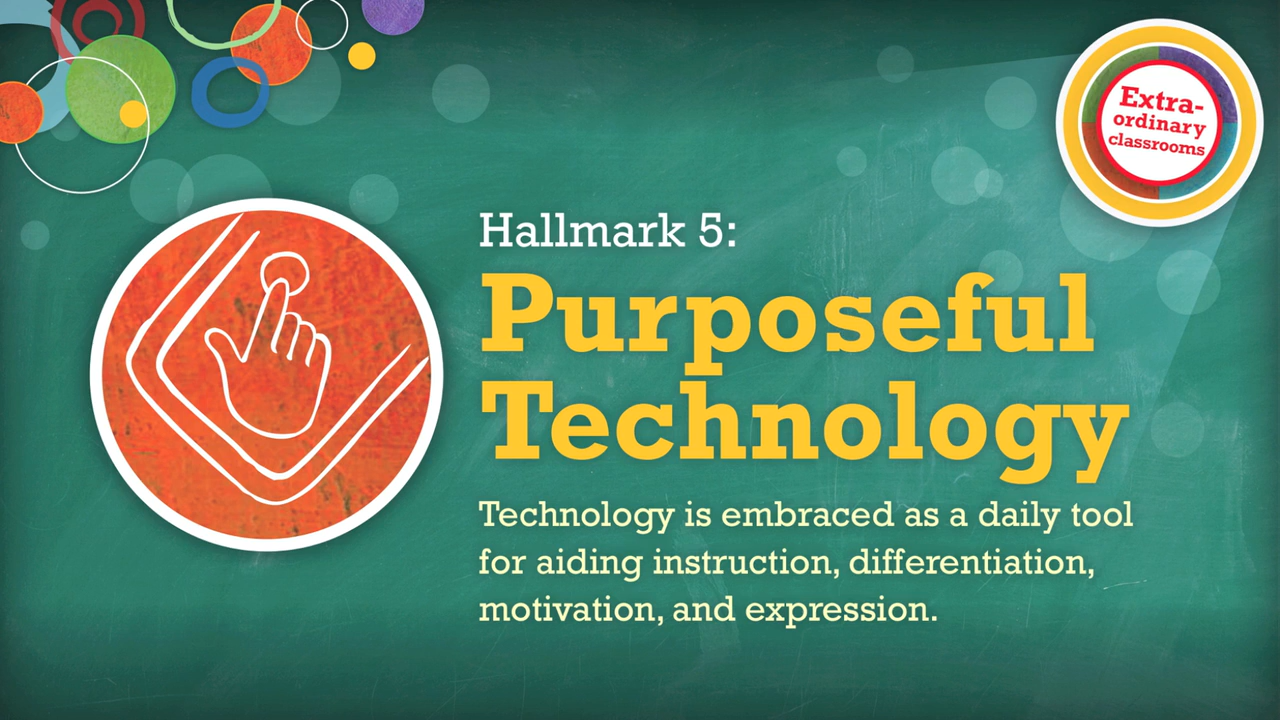 Extra-
ordinary
classrooms
Hallmark 5:
Purposeful
Technology
Technology is embraced as a daily tool
for aiding instruction, differentiation,
motivation, and expression.